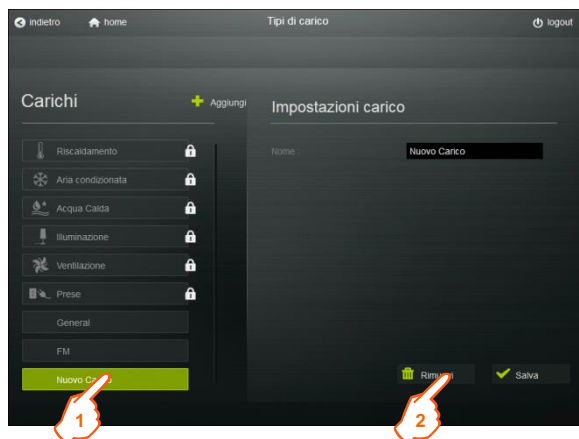 indietro home Tipi di carico logout
Carichi Aggiungi
Impostazioni carico
Riscaldamento
Nome Nuovo Carico
Aria condizionata
Acqua Calda
Illuminazione
Ventilazione
Prese
General
FM
Nuovo
Salva
1
2